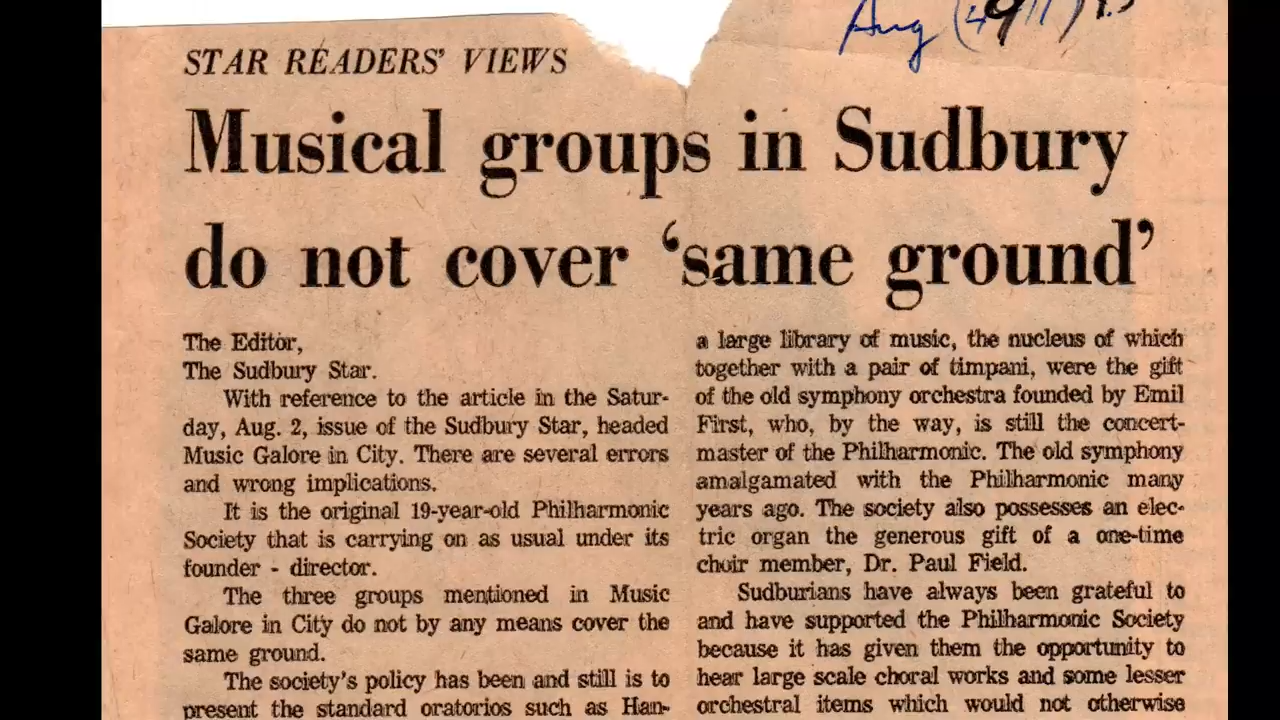 Aug
STAR READERS' VIEWS
Musical groups in Sudbury
do not cover ‘same ground’
The Editor,
The Sudbury Star.
With reference to the article in the Satur-
day, Aug. 2, issue of the Sudbury Star, headed
Music Galore in City. There are several errors
and wrong implications.
It is the original 19-year-old Philharmonic
Society that is carrying on as usual under its
founder - director.
The three groups mentioned in Music
Galore in City do not by any means cover the
same ground.
The society's policy has been and still is to
present the standard oratorios such as Han-
a large library of music, the nucleus of which
together with a pair of timpani, were the gift
of the old symphony orchestra founded by Emil
First, who, by the way, is still the concert-
master of the Philharmonic. The old symphony
amalgamated with the Philharmonic many
years ago. The society also possesses an elec-
tric organ the generous gift of a one-time
choir member, Dr. Paul Field.
Sudburians have always been grateful to
and have supported the Philharmonic Society
because it has given them the opportunity to
hear large scale choral works and some lesser
orchestral items which would not otherwise